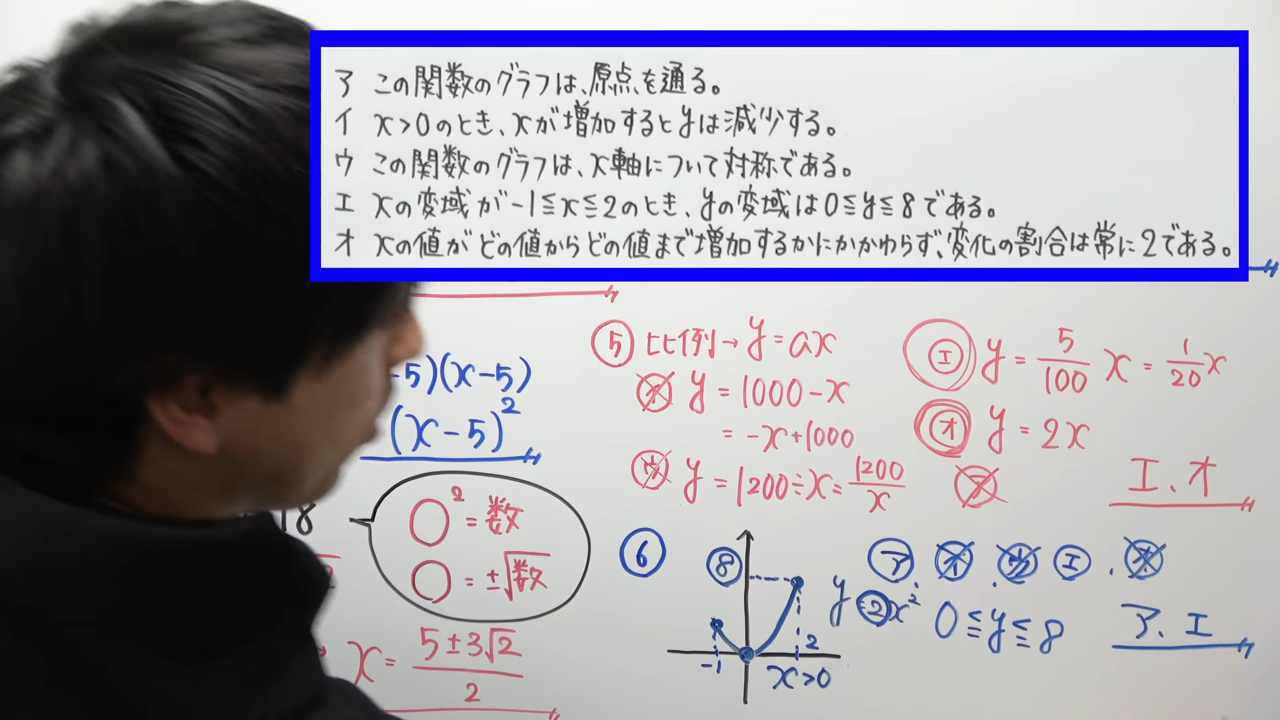 ア この関数のグラフは、原点を通る。
イ x>0のとき、xが増加するとyは減少する。
ウ この関数のグラフは、x軸について対称である。
エ xの変域が-1≦x≦2のとき、yの変域は0≦y≦8である。
オ xの値がどの値からどの値まで増加するかにかかわらず、変化の割合は常に2である。
-5)(x-5)
(x-5)²
18
○²=数
○=±√数
x=(5±3√2)/2
⑤ 比例→y=ax
y=1000-x
=-x+1000
ウ y=1200÷x=1200/x
エ y=5/100 x=1/20 x
オ y=2x
エ、オ
⑥
⑧
-1
2
x>0
y=2x²
ア、イ、ウ、エ、オ
0≦y≦8
ア、エ